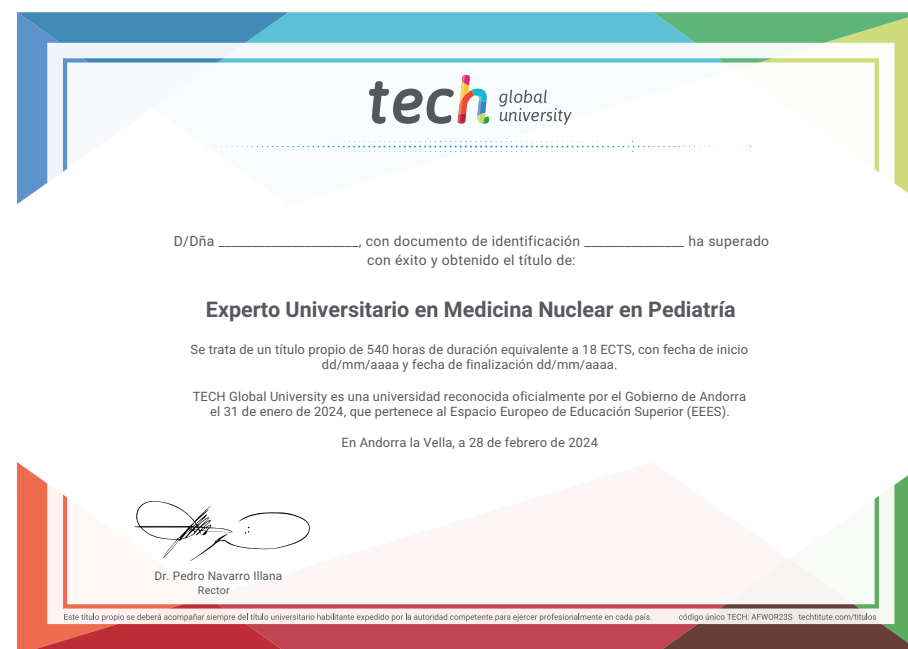 tech global university
D/Dña _____________________, con documento de identificación _______________ ha superado
con éxito y obtenido el título de:
Experto Universitario en Medicina Nuclear en Pediatría
Se trata de un título propio de 540 horas de duración equivalente a 18 ECTS, con fecha de inicio
dd/mm/aaaa y fecha de finalización dd/mm/aaaa.
TECH Global University es una universidad reconocida oficialmente por el Gobierno de Andorra
el 31 de enero de 2024, que pertenece al Espacio Europeo de Educación Superior (EEES).
En Andorra la Vella, a 28 de febrero de 2024
Dr. Pedro Navarro Illana
Rector
Este título propio se deberá acompañar siempre del título universitario habilitante expedido por la autoridad competente para ejercer profesionalmente en cada país. código único TECH: AFWOR23S techtitute.com/titulos